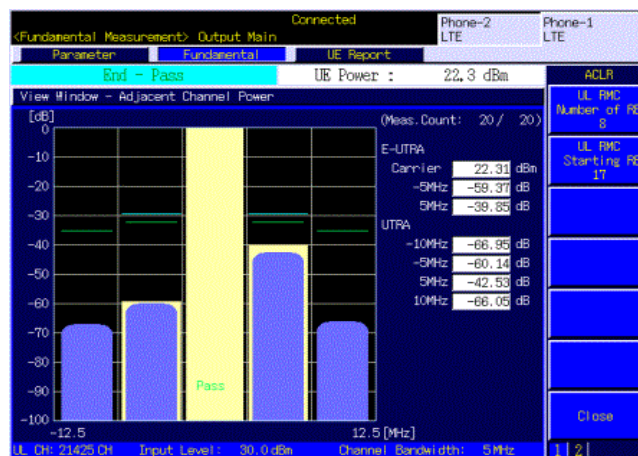 Connected
Phone-2
LTE
Phone-1
LTE
<Fundamental Measurement> Output Main
Parameter
Fundamental
UE Report
End - Pass
UE Power : 22.3 dBm
ACLR
View Window - Adjacent Channel Power
UL RMC
Number of RB
8
UL RMC
Starting RB
17
[dB]
(Meas.Count: 20/ 20)
0
-10
-20
-30
-40
-50
-60
-70
-80
-90
-100
E-UTRA
Carrier 22.31 dBm
-5MHz -59.37 dB
5MHz -39.85 dB
UTRA
-10MHz -66.95 dB
-5MHz -60.14 dB
5MHz -42.53 dB
10MHz -66.05 dB
Pass
-12.5
12.5 [MHz]
Close
UL CH: 21425 CH Input Level: 30.0 dBm Channel Bandwidth: 5 MHz
1 2